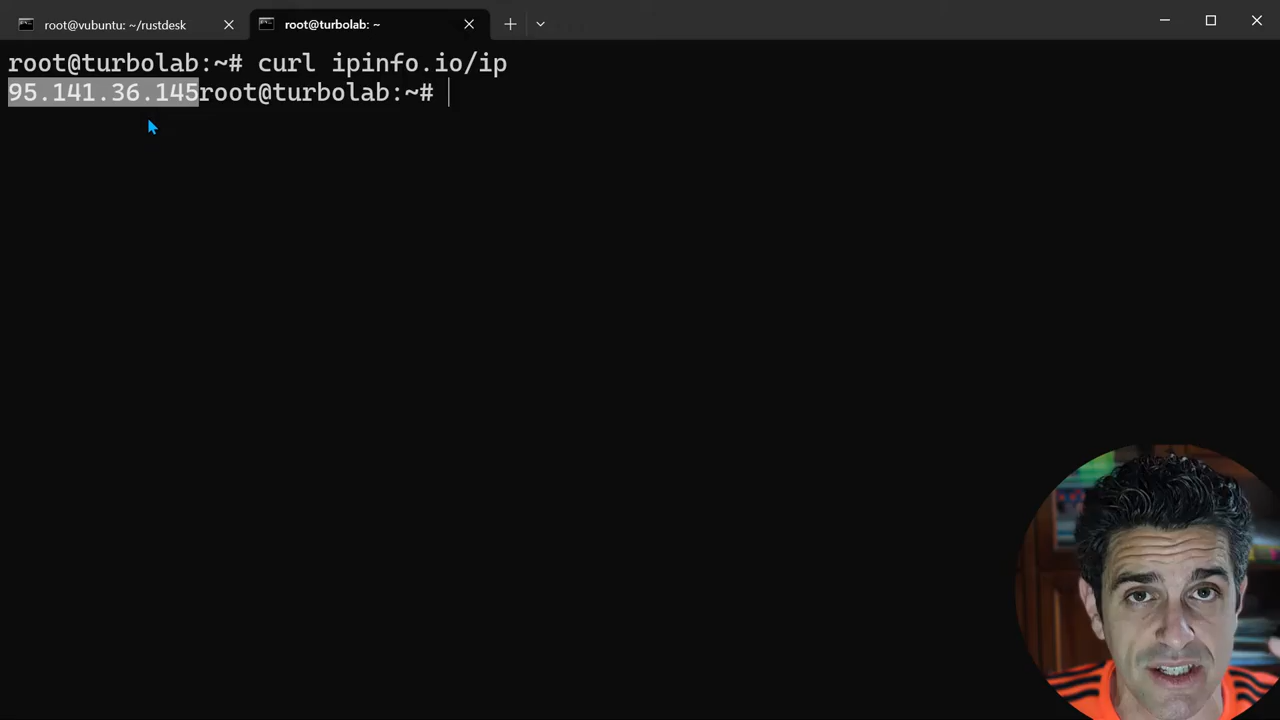 root@vubuntu: ~/rustdesk
root@turbolab: ~
root@turbolab:~# curl ipinfo.io/ip
95.141.36.145root@turbolab:~#